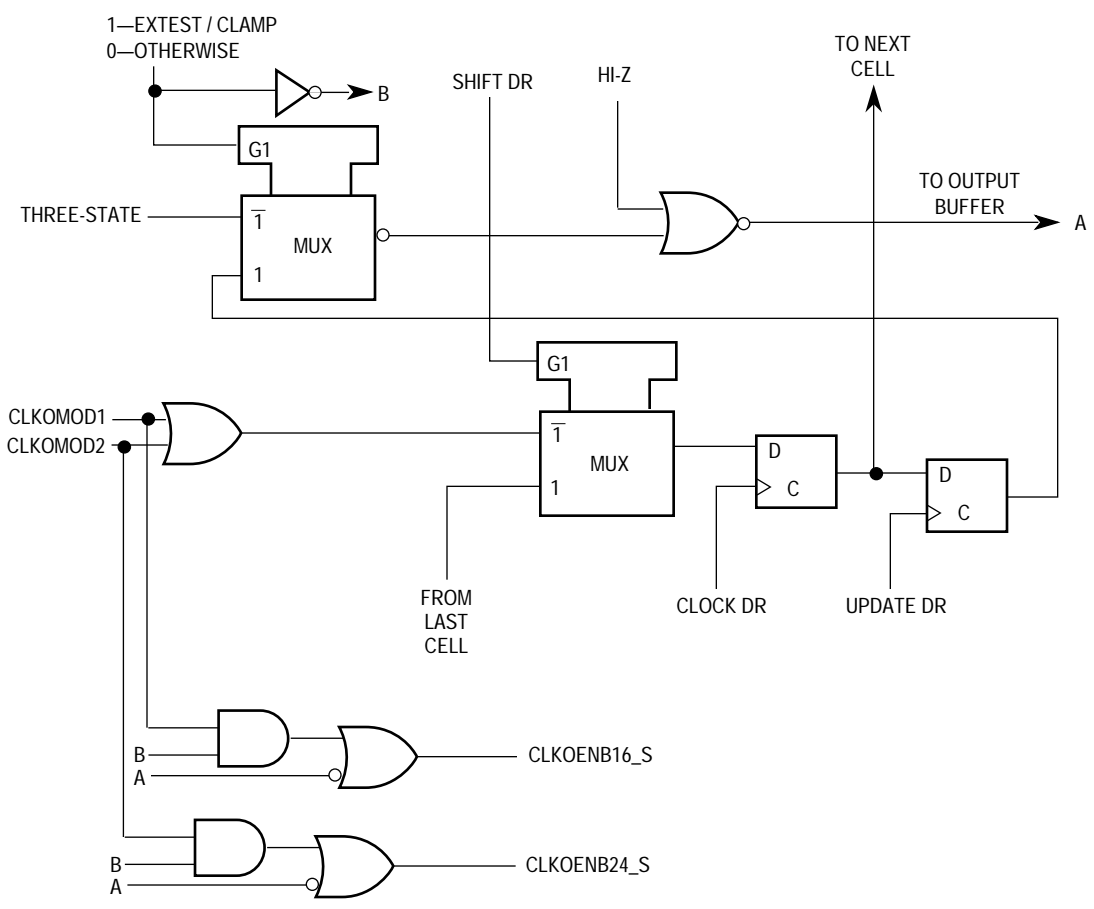 1—EXTEST / CLAMP
0—OTHERWISE
B
SHIFT DR
HI-Z
TO NEXT
CELL
G1
THREE-STATE
1
MUX
1
TO OUTPUT
BUFFER
A
G1
CLKOMOD1
CLKOMOD2
1
MUX
1
D
C
D
C
FROM
LAST
CELL
CLOCK DR
UPDATE DR
B
A
CLKOENB16_S
B
A
CLKOENB24_S